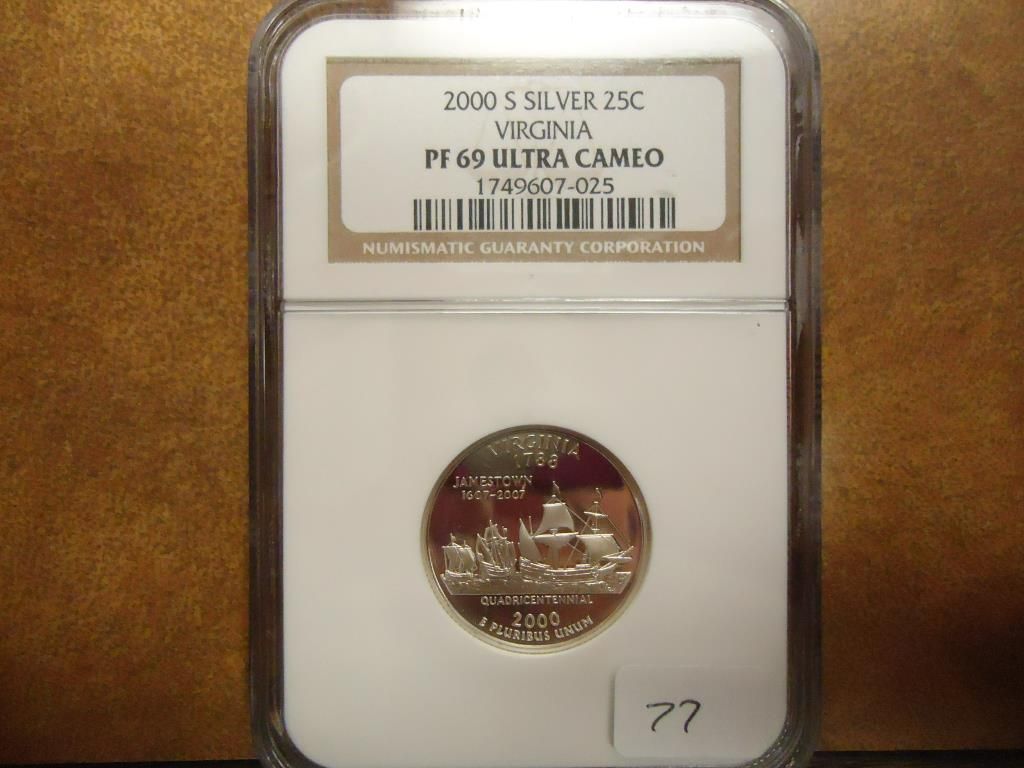 2000 S SILVER 25C
VIRGINIA
PF 69 ULTRA CAMEO
1749607-025
NUMISMATIC GUARANTY CORPORATION
VIRGINIA
1788
JAMESTOWN
1607-2007
QUADRICENTENNIAL
2000
E PLURIBUS UNUM
77